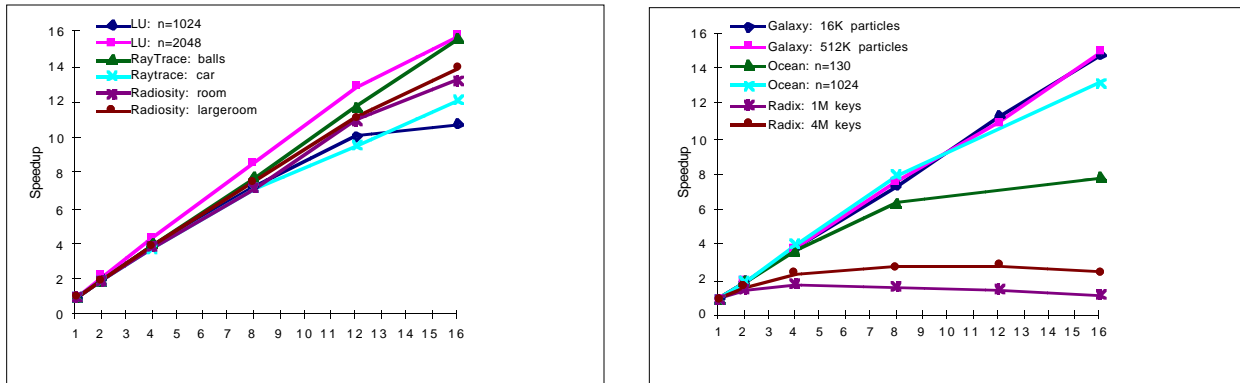 LU: n=1024
LU: n=2048
RayTrace: balls
Raytrace: car
Radiosity: room
Radiosity: largeroom
Speedup
16
14
12
10
8
6
4
2
0
1 2 3 4 5 6 7 8 9 10 11 12 13 14 15 16
Galaxy: 16K particles
Galaxy: 512K particles
Ocean: n=130
Ocean: n=1024
Radix: 1M keys
Radix: 4M keys
Speedup
16
14
12
10
8
6
4
2
0
1 2 3 4 5 6 7 8 9 10 11 12 13 14 15 16